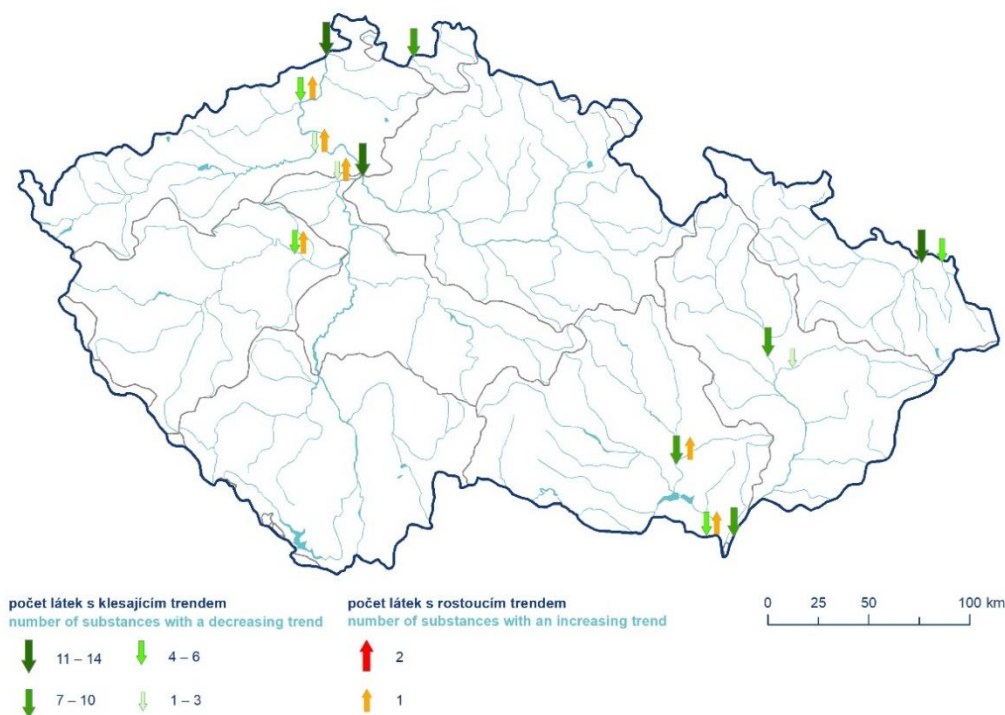 počet látek s klesajícím trendem
number of substances with a decreasing trend
11 – 14
4 – 6
7 – 10
1 – 3
počet látek s rostoucím trendem
number of substances with an increasing trend
2
1
0 25 50 100 km